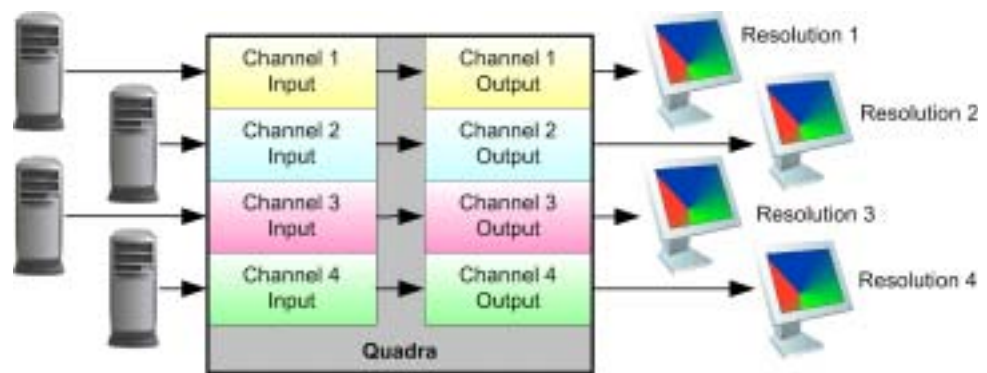 Channel 1
Input
Channel 1
Output
Resolution 1
Channel 2
Input
Channel 2
Output
Resolution 2
Channel 3
Input
Channel 3
Output
Resolution 3
Channel 4
Input
Channel 4
Output
Resolution 4
Quadra